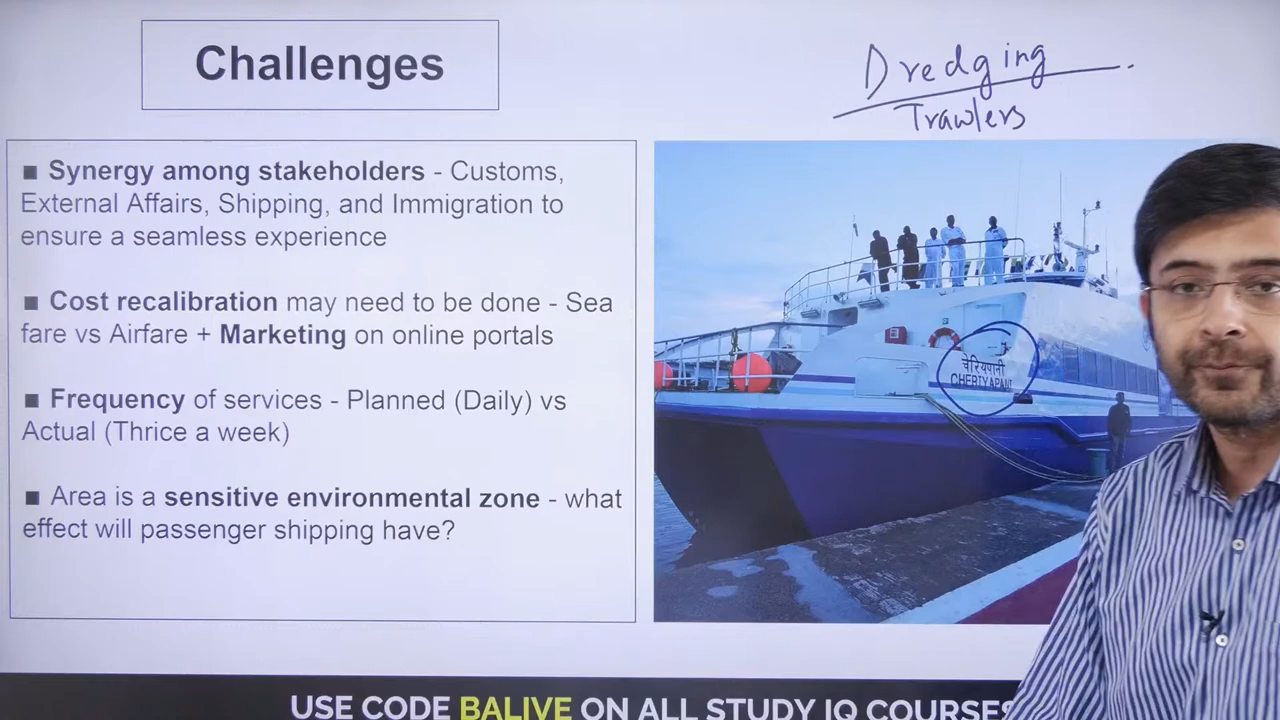 Challenges
Dredging
Trawlers
■ Synergy among stakeholders - Customs,
External Affairs, Shipping, and Immigration to
ensure a seamless experience
■ Cost recalibration may need to be done - Sea
fare vs Airfare + Marketing on online portals
■ Frequency of services - Planned (Daily) vs
Actual (Thrice a week)
■ Area is a sensitive environmental zone - what
effect will passenger shipping have?
चेरियपानी
CHERIYAPANI
USE CODE BALIVE ON ALL STUDY IQ COURSES